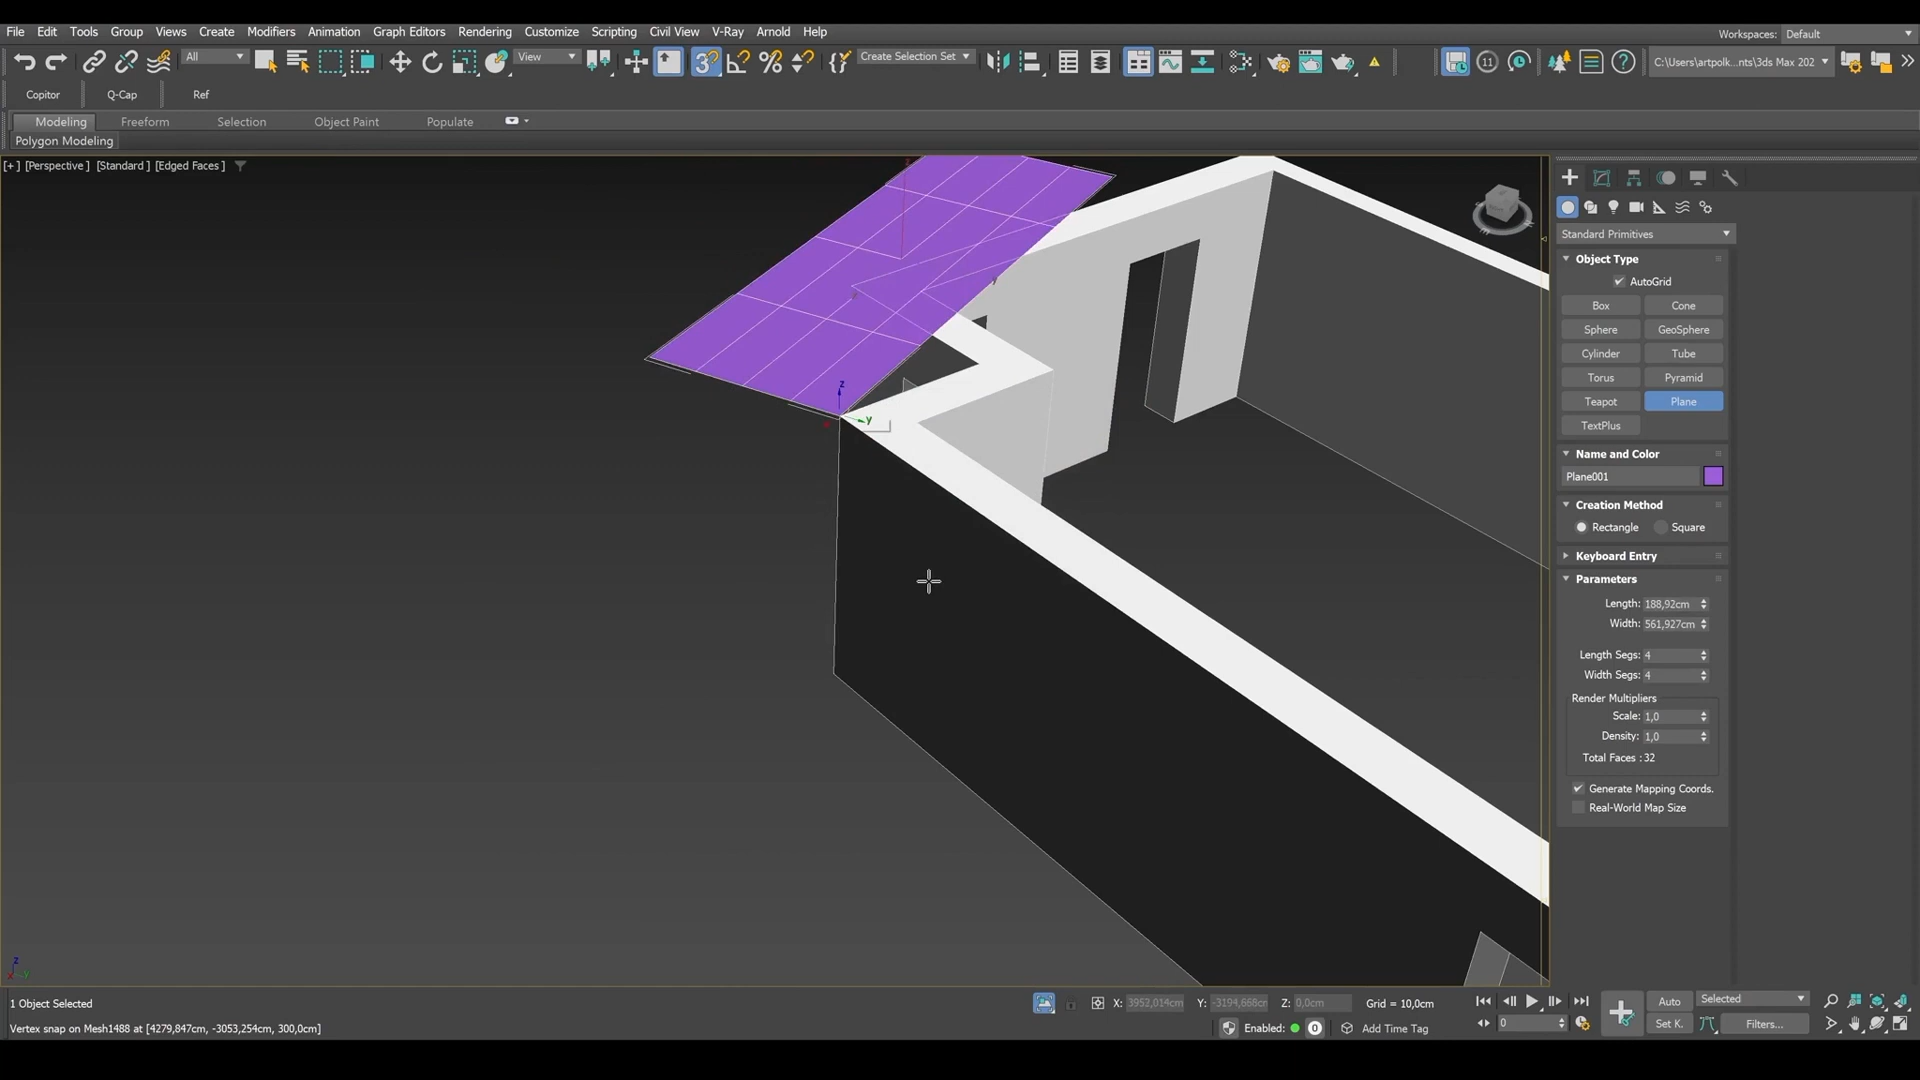 File Edit Tools Group Views Create Modifiers Animation Graph Editors Rendering Customize Scripting Civil View V-Ray Arnold Help
Workspaces: Default
All View Create Selection Set 11 C:\Users\artpolk...nts\3ds Max 202
Copitor Q-Cap Ref
Modeling Freeform Selection Object Paint Populate
Polygon Modeling
[+] [Perspective] [Standard] [Edged Faces]
Standard Primitives
Object Type
AutoGrid
Box Cone
Sphere GeoSphere
Cylinder Tube
Torus Pyramid
Teapot Plane
TextPlus
Name and Color
Plane001
Creation Method
Rectangle Square
Keyboard Entry
Parameters
Length: 188,92cm
Width: 561,927cm
Length Segs: 4
Width Segs: 4
Render Multipliers
Scale: 1,0
Density: 1,0
Total Faces : 32
Generate Mapping Coords.
Real-World Map Size
z
y
x
1 Object Selected X: 3952,014cm Y: -3194,668cm Z: 0,0cm Grid = 10,0cm Auto Selected
Vertex snap on Mesh1488 at [4279,847cm, -3053,254cm, 300,0cm] Enabled: 0 Add Time Tag 0 Set K. Filters...